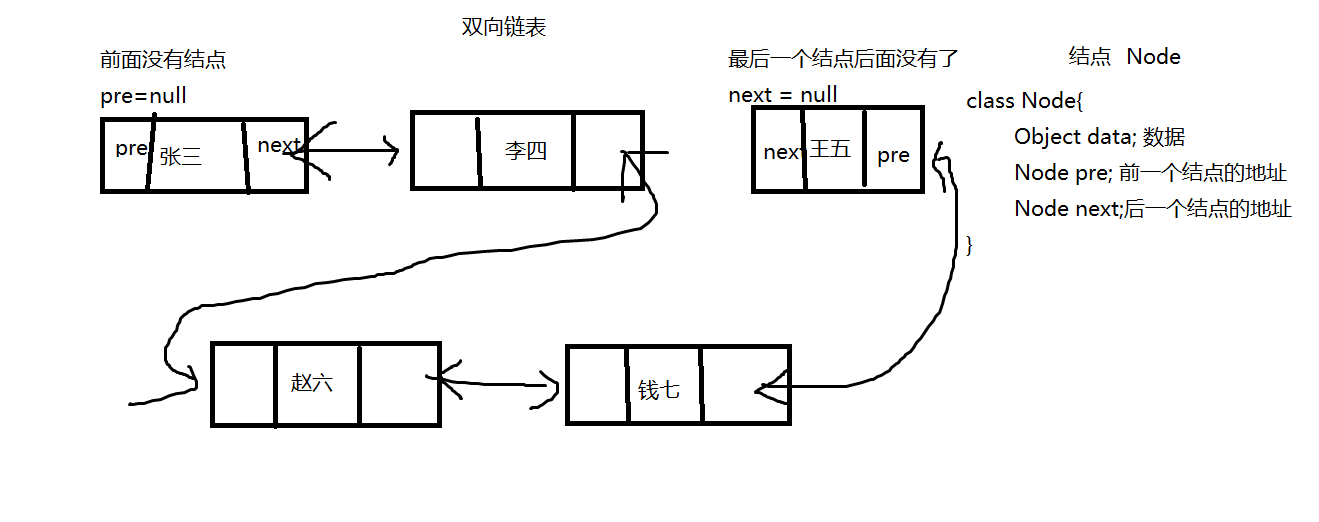 双向链表
前面没有结点
pre=null
最后一个结点后面没有了
next = null
结点 Node
class Node{
Object data; 数据
Node pre; 前一个结点的地址
Node next;后一个结点的地址
}
pre 张三 next
李四
next 王五 pre
赵六
钱七